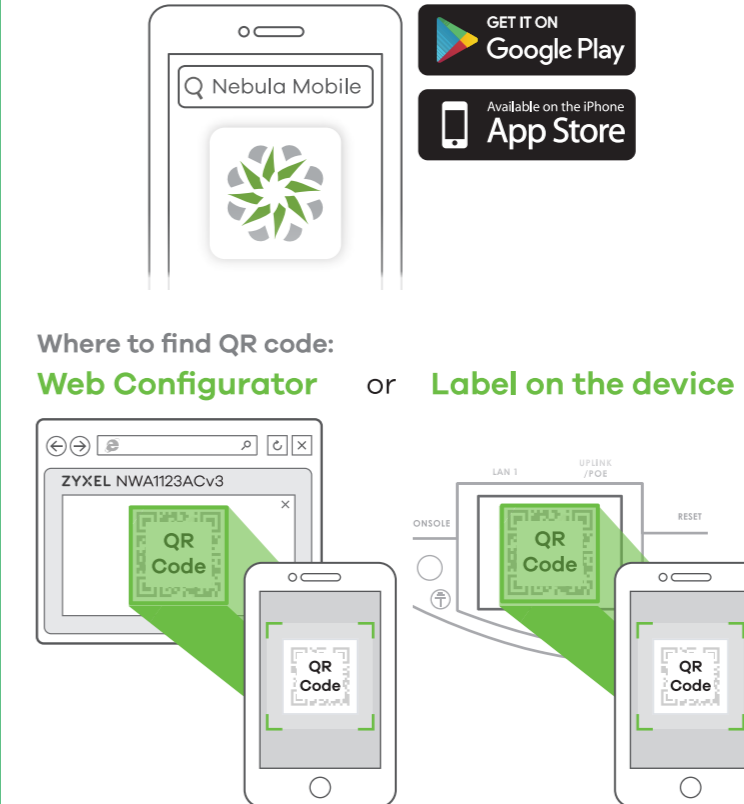 Nebula Mobile
GET IT ON
Google Play
Available on the iPhone
App Store
Where to find QR code:
Web Configurator or Label on the device
ZYXEL NWA1123ACv3
QR
Code
QR
Code
LAN 1
UPLINK
/POE
RESET
ONSOLE
QR
Code
QR
Code